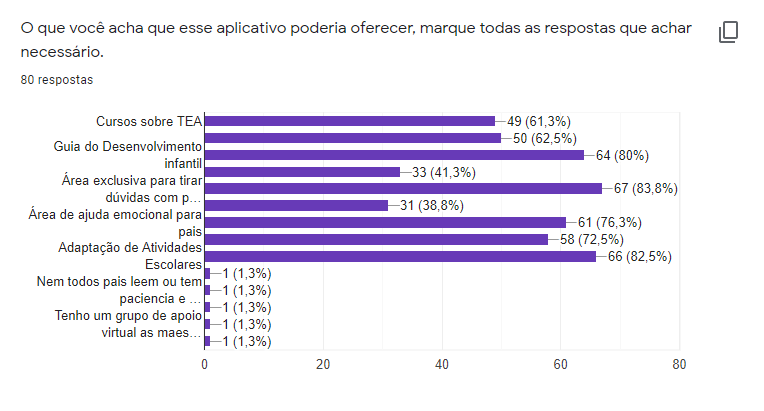 O que você acha que esse aplicativo poderia oferecer, marque todas as respostas que achar
necessário.
80 respostas
Cursos sobre TEA
49 (61,3%)
50 (62,5%)
Guia do Desenvolvimento
infantil
64 (80%)
33 (41,3%)
Área exclusiva para tirar
dúvidas com p…
67 (83,8%)
31 (38,8%)
Área de ajuda emocional para
pais
61 (76,3%)
58 (72,5%)
Adaptação de Atividades
Escolares
66 (82,5%)
1 (1,3%)
Nem todos pais leem ou tem
paciencia e …
1 (1,3%)
1 (1,3%)
Tenho um grupo de apoio
virtual as maes…
1 (1,3%)
1 (1,3%)
0 20 40 60 80